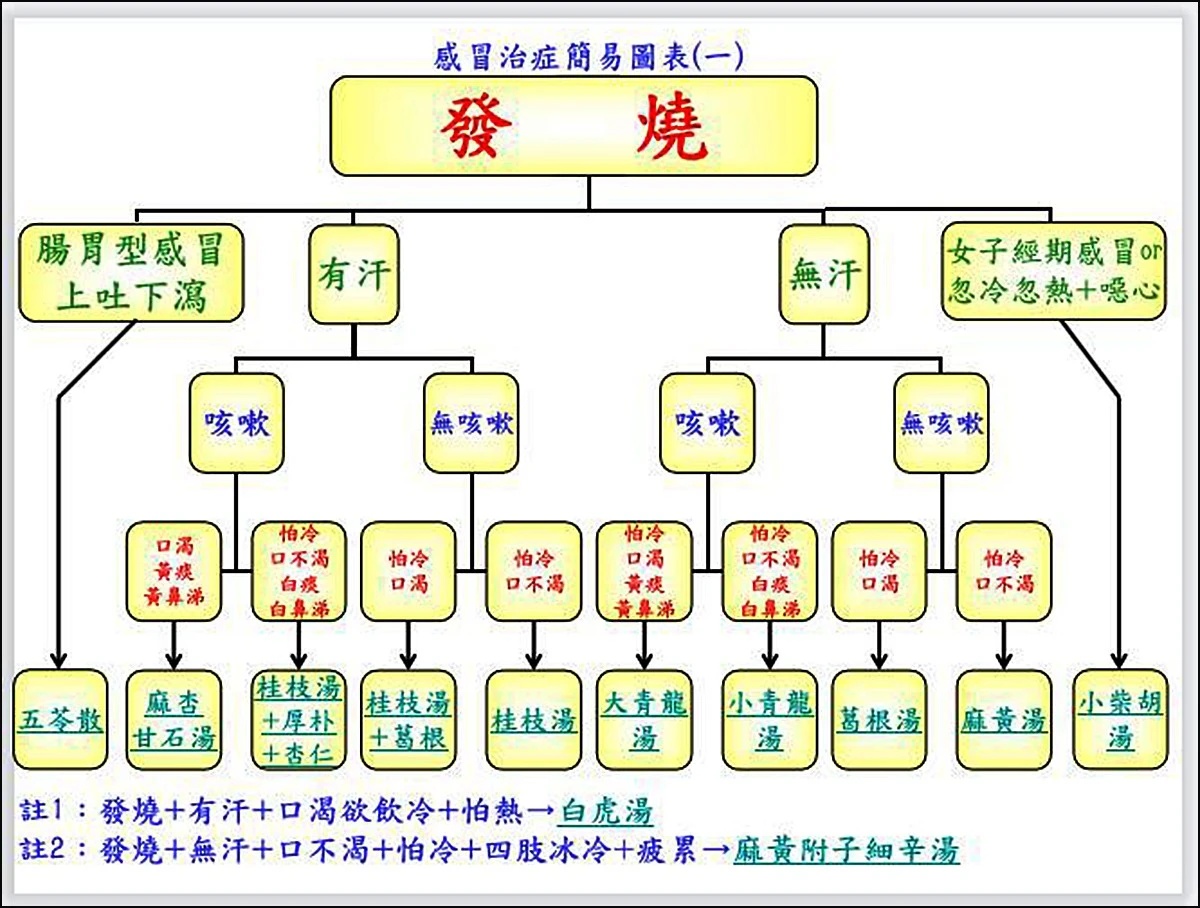 感冒治症簡易圖表(一)
發 燒
腸胃型感冒
上吐下瀉
有汗
無汗
女子經期感冒or
忽冷忽熱+噁心
咳嗽
無咳嗽
咳嗽
無咳嗽
口渴
黃痰
黃鼻涕
怕冷
口不渴
白痰
白鼻涕
怕冷
口渴
怕冷
口不渴
怕冷
口渴
黃痰
黃鼻涕
怕冷
口不渴
白痰
白鼻涕
怕冷
口渴
怕冷
口不渴
五苓散
麻杏
甘石湯
桂枝湯
+厚朴
+杏仁
桂枝湯
+葛根
桂枝湯
大青龍
湯
小青龍
湯
葛根湯
麻黃湯
小柴胡
湯
註1：發燒+有汗+口渴欲飲冷+怕熱→白虎湯
註2：發燒+無汗+口不渴+怕冷+四肢冰冷+疲累→麻黃附子細辛湯